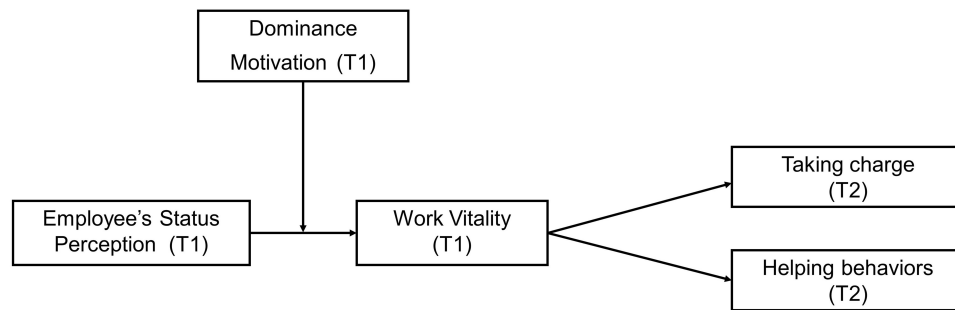 Dominance
Motivation (T1)
Employee’s Status
Perception (T1)
Work Vitality
(T1)
Taking charge
(T2)
Helping behaviors
(T2)